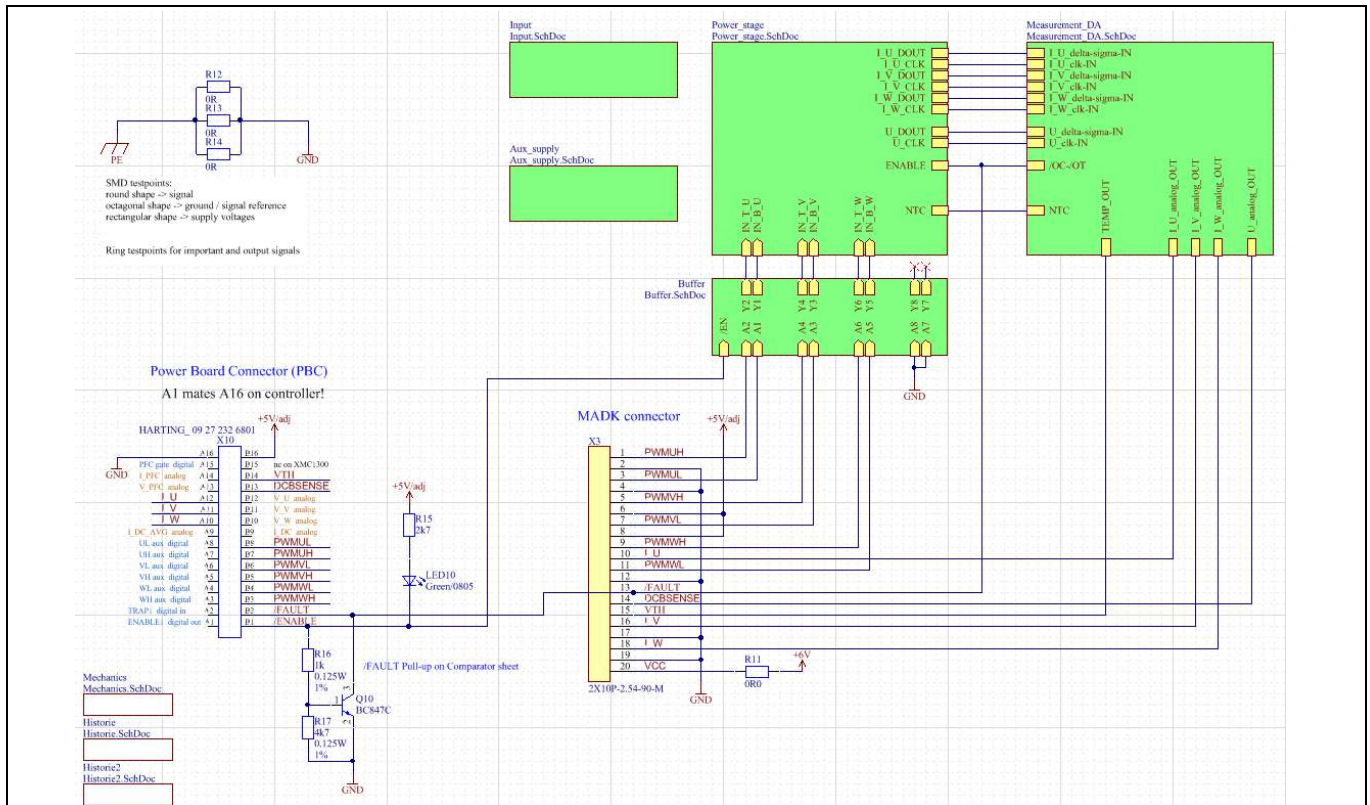 Input
Input.SchDoc
Power_stage
Power_stage.SchDoc
Measurement_DA
Measurement_DA.SchDoc
I_U_DOUT
I_U_CLK
I_V_DOUT
I_V_CLK
I_W_DOUT
I_W_CLK
U_DOUT
U_CLK
ENABLE
NTC
I_U_delta-sigma-IN
I_U_clk-IN
I_V_delta-sigma-IN
I_V_clk-IN
I_W_delta-sigma-IN
I_W_clk-IN
U_delta-sigma-IN
U_clk-IN
/OC-/OT
NTC
TEMP_OUT
I_U_analog_OUT
I_V_analog_OUT
I_W_analog_OUT
U_analog_OUT
IN_T_U
IN_B_U
IN_T_V
IN_B_V
IN_T_W
IN_B_W
R12
0R
R13
0R
R14
0R
PE
GND
SMD testpoints:
round shape -> signal
octagonal shape -> ground / signal reference
rectangular shape -> supply voltages
Ring testpoints for important and output signals
Aux_supply
Aux_supply.SchDoc
Buffer
Buffer.SchDoc
/EN
A2 Y2
A1 Y1
A4 Y4
A3 Y3
A6 Y6
A5 Y5
A8 Y8
A7 Y7
GND
Power Board Connector (PBC)
A1 mates A16 on controller!
+5V/adj
HARTING_ 09 27 232 6801
X10
GND
A16 B16
PFC gate digital A15 B15 nc on XMC1300
I_PFC analog A14 B14 VTH
V_PFC analog A13 B13 DCBSENSE
I_U A12 B12 V_U analog
I_V A11 B11 V_V analog
I_W A10 B10 V_W analog
I_DC_AVG analog A9 B9 I_DC analog
UL aux digital A8 B8 PWMUL
UH aux digital A7 B7 PWMUH
VL aux digital A6 B6 PWMVL
VH aux digital A5 B5 PWMVH
WL aux digital A4 B4 PWMWL
WH aux digital A3 B3 PWMWH
TRAP\ digital in A2 B2 /FAULT
ENABLE\ digital out A1 B1 /ENABLE
+5V/adj
R15
2k7
LED10
Green/0805
R16
1k
0.125W
1%
/FAULT Pull-up on Comparator sheet
3
1
2
Q10
BC847C
R17
4k7
0.125W
1%
GND
MADK connector
+5V/adj
X3
1 PWMUH
2
3 PWMUL
4
5 PWMVH
6
7 PWMVL
8
9 PWMWH
10 I_U
11 PWMWL
12
13 /FAULT
14 DCBSENSE
15 VTH
16 I_V
17
18 I_W
19
20 VCC
2X10P-2.54-90-M
GND
R11
0R0
+6V
Mechanics
Mechanics.SchDoc
Historie
Historie.SchDoc
Historie2
Historie2.SchDoc